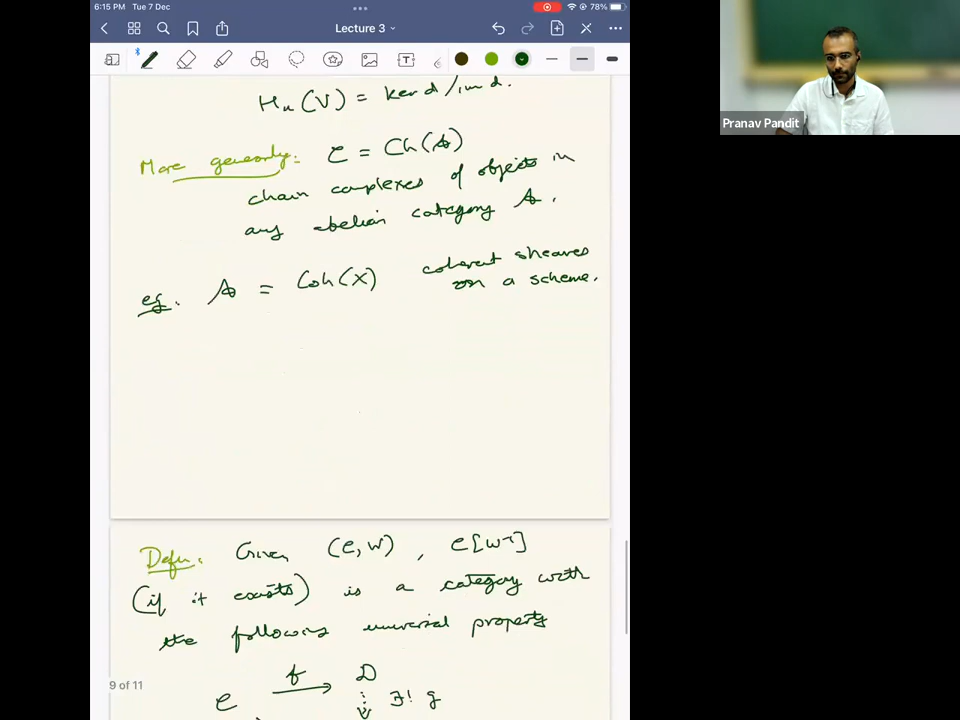 6:15 PM Tue 7 Dec
78%
Lecture 3
Pranav Pandit
Hn(V) = ker d / im d.
More generally: C = Ch(A)
chain complexes of objects in
any abelian category A.
eg. A = Coh(X) coherent sheaves
on a scheme.
Defn: Given (C, W), C[W⁻¹]
(if it exists) is a category with
the following universal property
f
C → D
∃! g
9 of 11